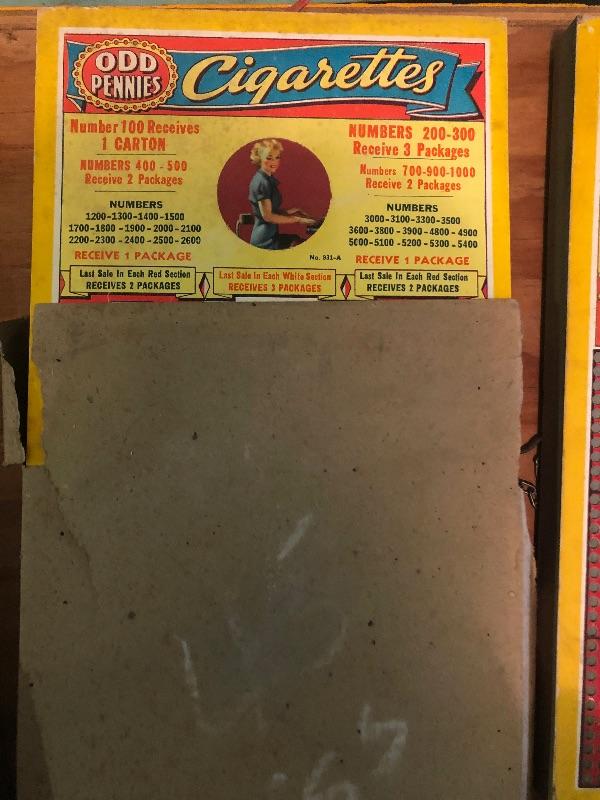 ODD
PENNIES
Cigarettes
Number 100 Receives
1 CARTON
NUMBERS 400 - 500
Receive 2 Packages
NUMBERS
1200-1300-1400-1500
1700-1800-1900-2000-2100
2200-2300-2400-2500-2600
RECEIVE 1 PACKAGE
No. 931-A
NUMBERS 200-300
Receive 3 Packages
Numbers 700-900-1000
Receive 2 Packages
NUMBERS
3000-3100-3300-3500
3600-3800-3900-4800-4900
5000-5100-5200-5300-5400
RECEIVE 1 PACKAGE
Last Sale In Each Red Section
RECEIVES 2 PACKAGES
Last Sale In Each White Section
RECEIVES 3 PACKAGES
Last Sale In Each Red Section
RECEIVES 2 PACKAGES